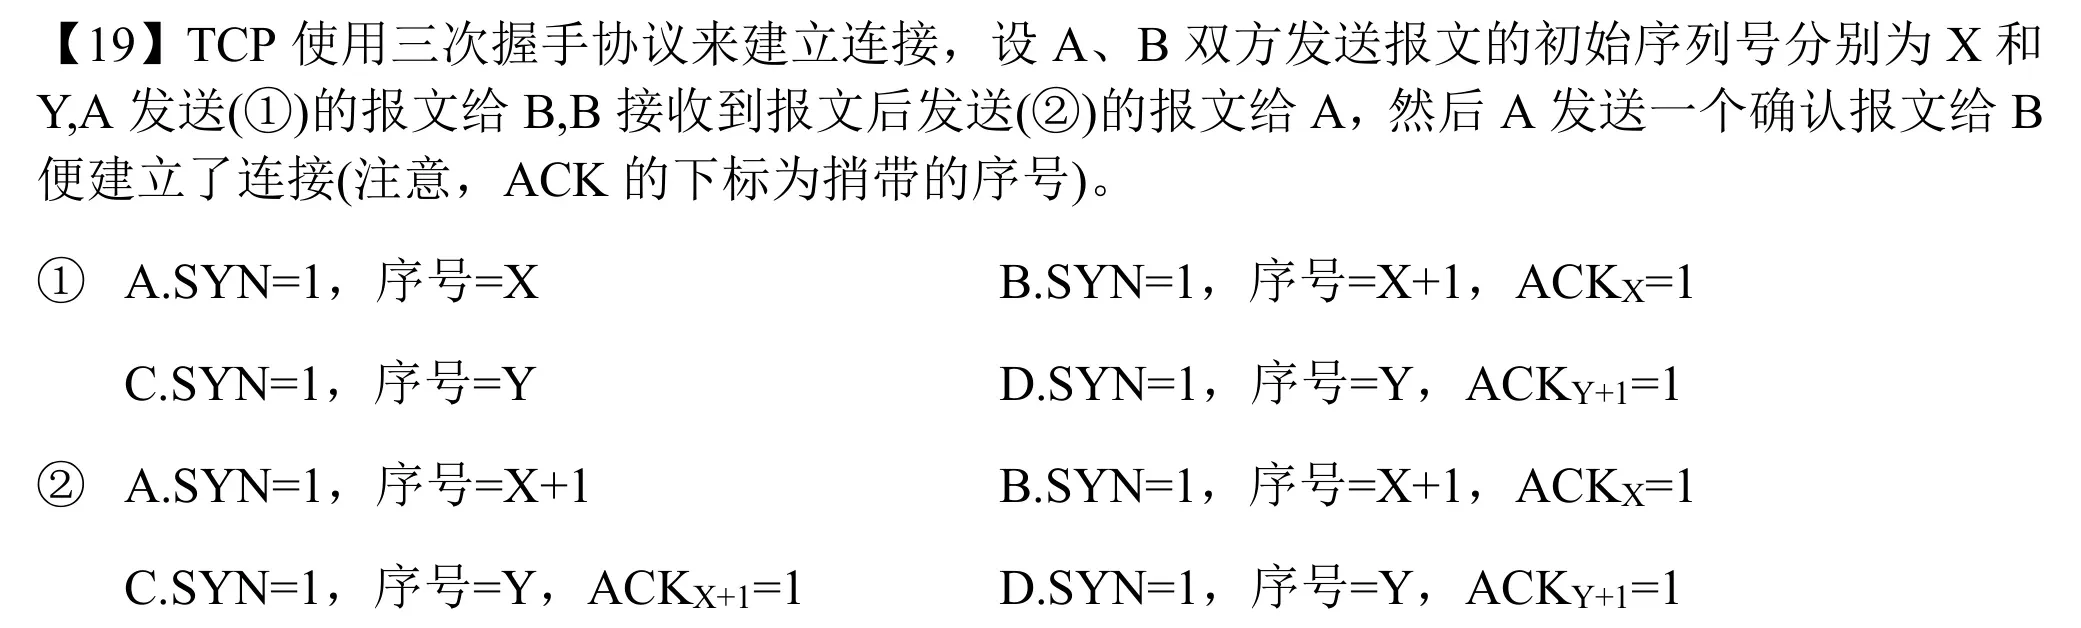 【19】TCP 使用三次握手协议来建立连接，设 A、B 双方发送报文的初始序列号分别为 X 和
Y,A 发送(①)的报文给 B,B 接收到报文后发送(②)的报文给 A，然后 A 发送一个确认报文给 B
便建立了连接(注意，ACK 的下标为捎带的序号)。
① A.SYN=1，序号=X B.SYN=1，序号=X+1，ACKX=1
C.SYN=1，序号=Y D.SYN=1，序号=Y，ACKY+1=1
② A.SYN=1，序号=X+1 B.SYN=1，序号=X+1，ACKX=1
C.SYN=1，序号=Y，ACKX+1=1 D.SYN=1，序号=Y，ACKY+1=1